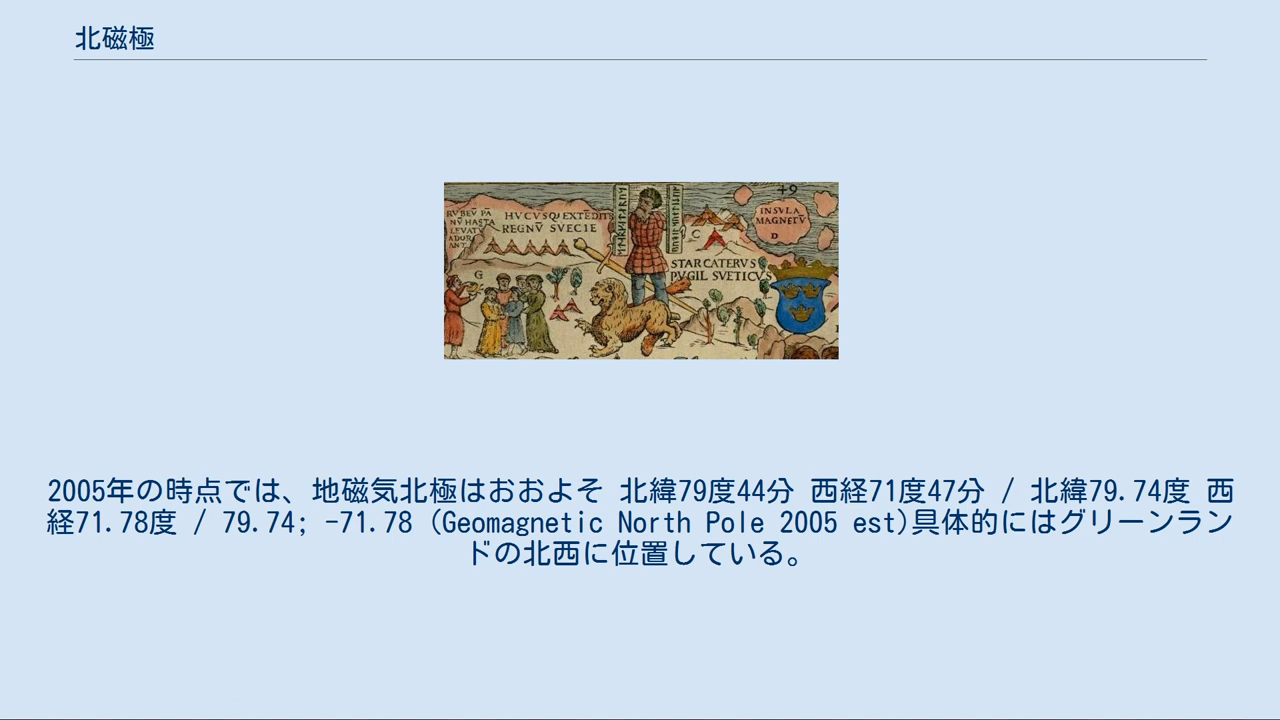 北磁極
RVBEV PA
NV HASTA
LEVAT
ADOR
ANT
HVCVSQ EXTEDITS
REGNV SVECIE
STARCATERVS
PVGIL SVETICVS
49
INSVLA
MAGNETV
D
C
G
2005年の時点では、地磁気北極はおおよそ 北緯79度44分 西経71度47分 / 北緯79.74度 西
経71.78度 / 79.74; -71.78 (Geomagnetic North Pole 2005 est)具体的にはグリーンラン
ドの北西に位置している。